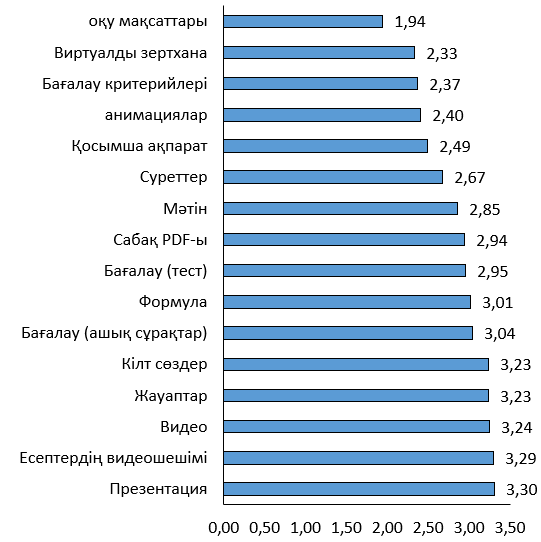 оқу мақсаттары 1,94
Виртуалды зертхана 2,33
Бағалау критерийлері 2,37
анимациялар 2,40
Қосымша ақпарат 2,49
Суреттер 2,67
Мәтін 2,85
Сабақ PDF-ы 2,94
Бағалау (тест) 2,95
Формула 3,01
Бағалау (ашық сұрақтар) 3,04
Кілт сөздер 3,23
Жауаптар 3,23
Видео 3,24
Есептердің видеошешімі 3,29
Презентация 3,30
0,00 0,50 1,00 1,50 2,00 2,50 3,00 3,50